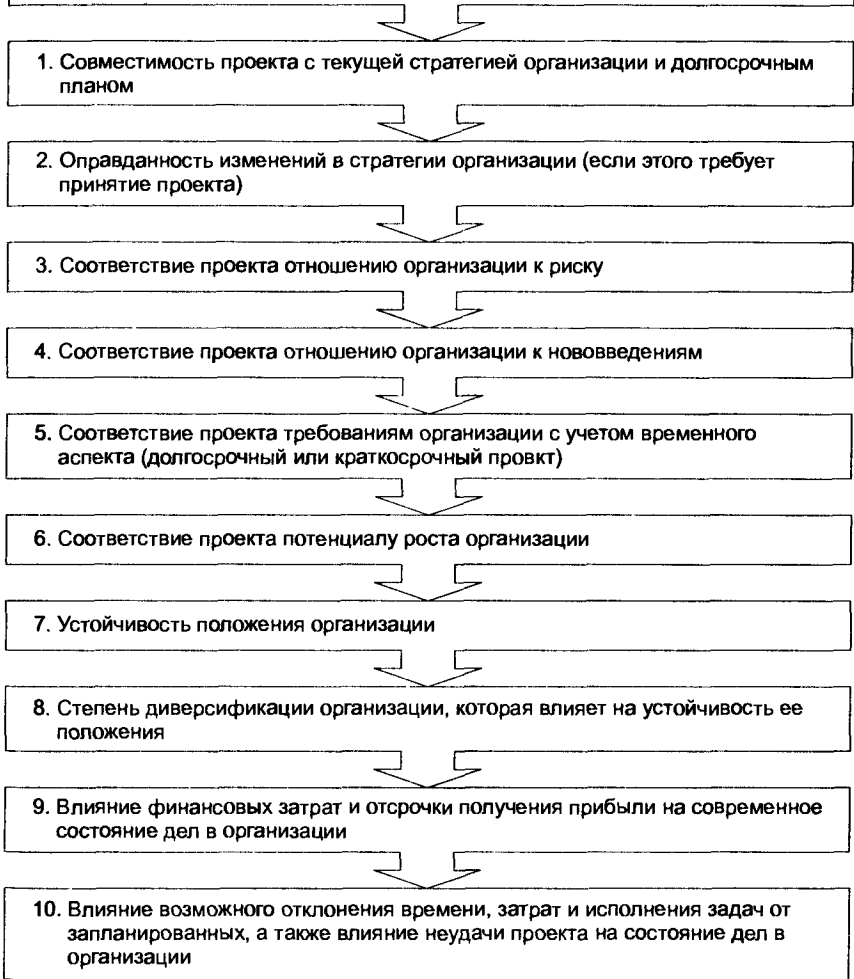 1. Совместимость проекта с текущей стратегией организации и долгосрочным
планом
2. Оправданность изменений в стратегии организации (если этого требует
принятие проекта)
3. Соответствие проекта отношению организации к риску
4. Соответствие проекта отношению организации к нововведениям
5. Соответствие проекта требованиям организации с учетом временного
аспекта (долгосрочный или краткосрочный провкт)
6. Соответствие проекта потенциалу роста организации
7. Устойчивость положения организации
8. Степень диверсификации организации, которая влияет на устойчивость ее
положения
9. Влияние финансовых затрат и отсрочки получения прибыли на современное
состояние дел в организации
10. Влияние возможного отклонения времени, затрат и исполнения задач от
запланированных, а также влияние неудачи проекта на состояние дел в
организации